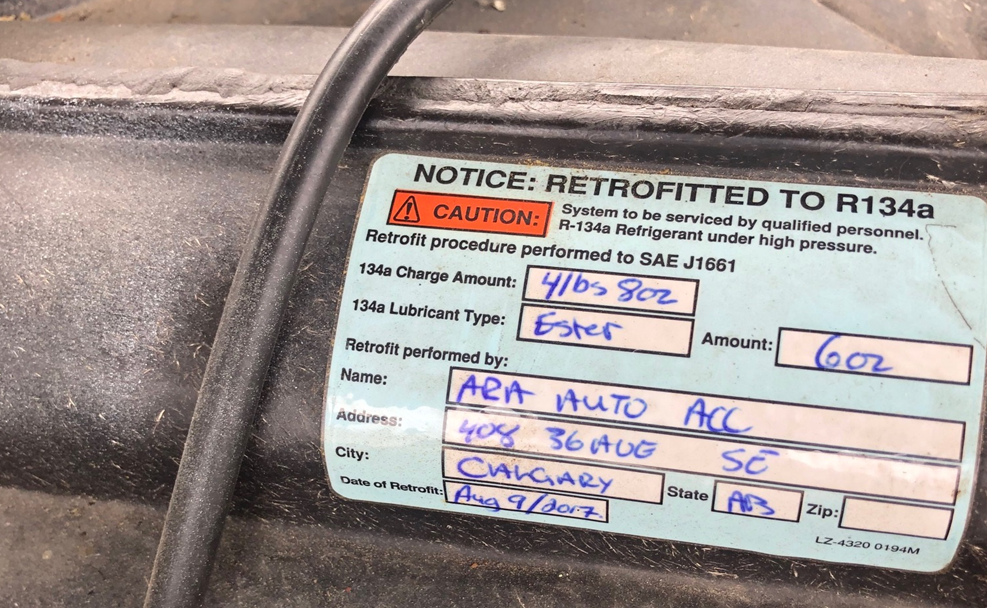 NOTICE: RETROFITTED TO R134a
CAUTION: System to be serviced by qualified personnel.
R-134a Refrigerant under high pressure.
Retrofit procedure performed to SAE J1661
134a Charge Amount: 4lbs 8oz
134a Lubricant Type: Ester Amount: 6oz
Retrofit performed by:
Name: ARA AUTO ACC
Address: 408 36 AUE SE
City: CALGARY State AB Zip:
Date of Retrofit: Aug 9/2017
LZ-4320 0194M